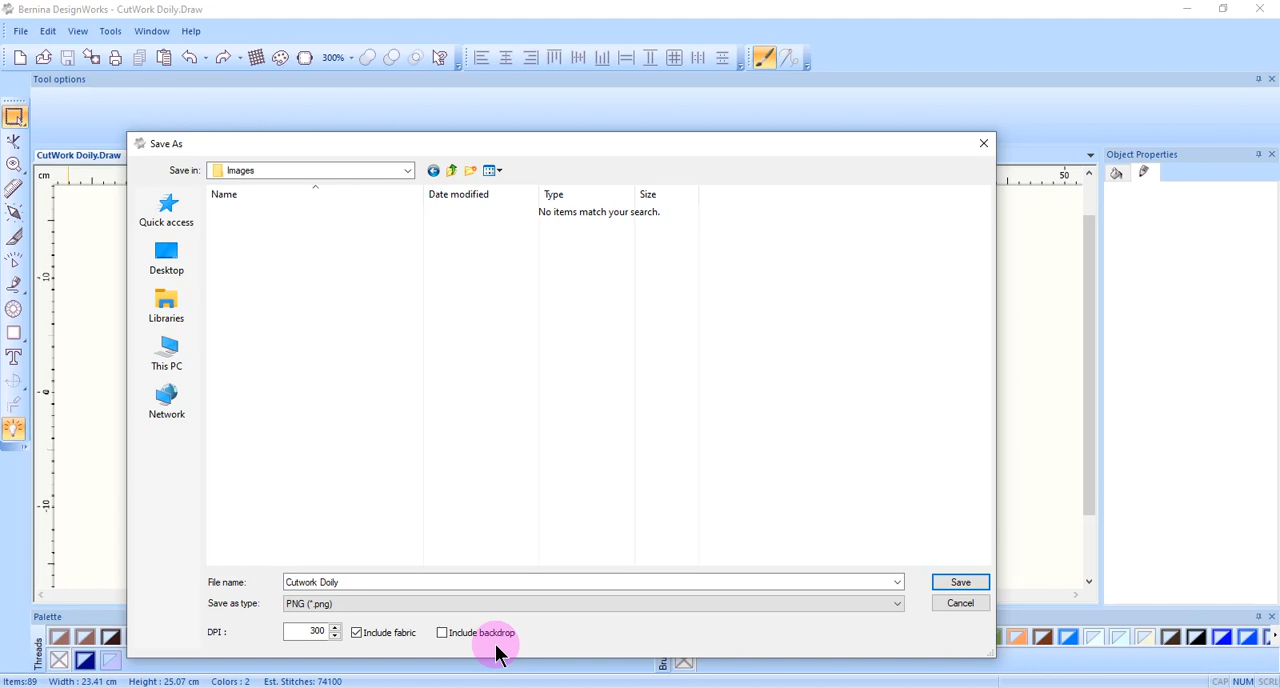 Bernina DesignWorks - CutWork Doily.Draw
File Edit View Tools Window Help
300%
Tool options
CutWork Doily.Draw
Object Properties
cm
50
10
0
10
Save As
Save in: Images
Name Date modified Type Size
No items match your search.
Quick access
Desktop
Libraries
This PC
Network
File name: Cutwork Doily Save
Save as type: PNG (*.png) Cancel
DPI : 300 Include fabric Include backdrop
Palette
Threads
Bru
Items:89 Width : 23.41 cm Height : 25.07 cm Colors : 2 Est. Stitches: 74100 CAP NUM SCRL